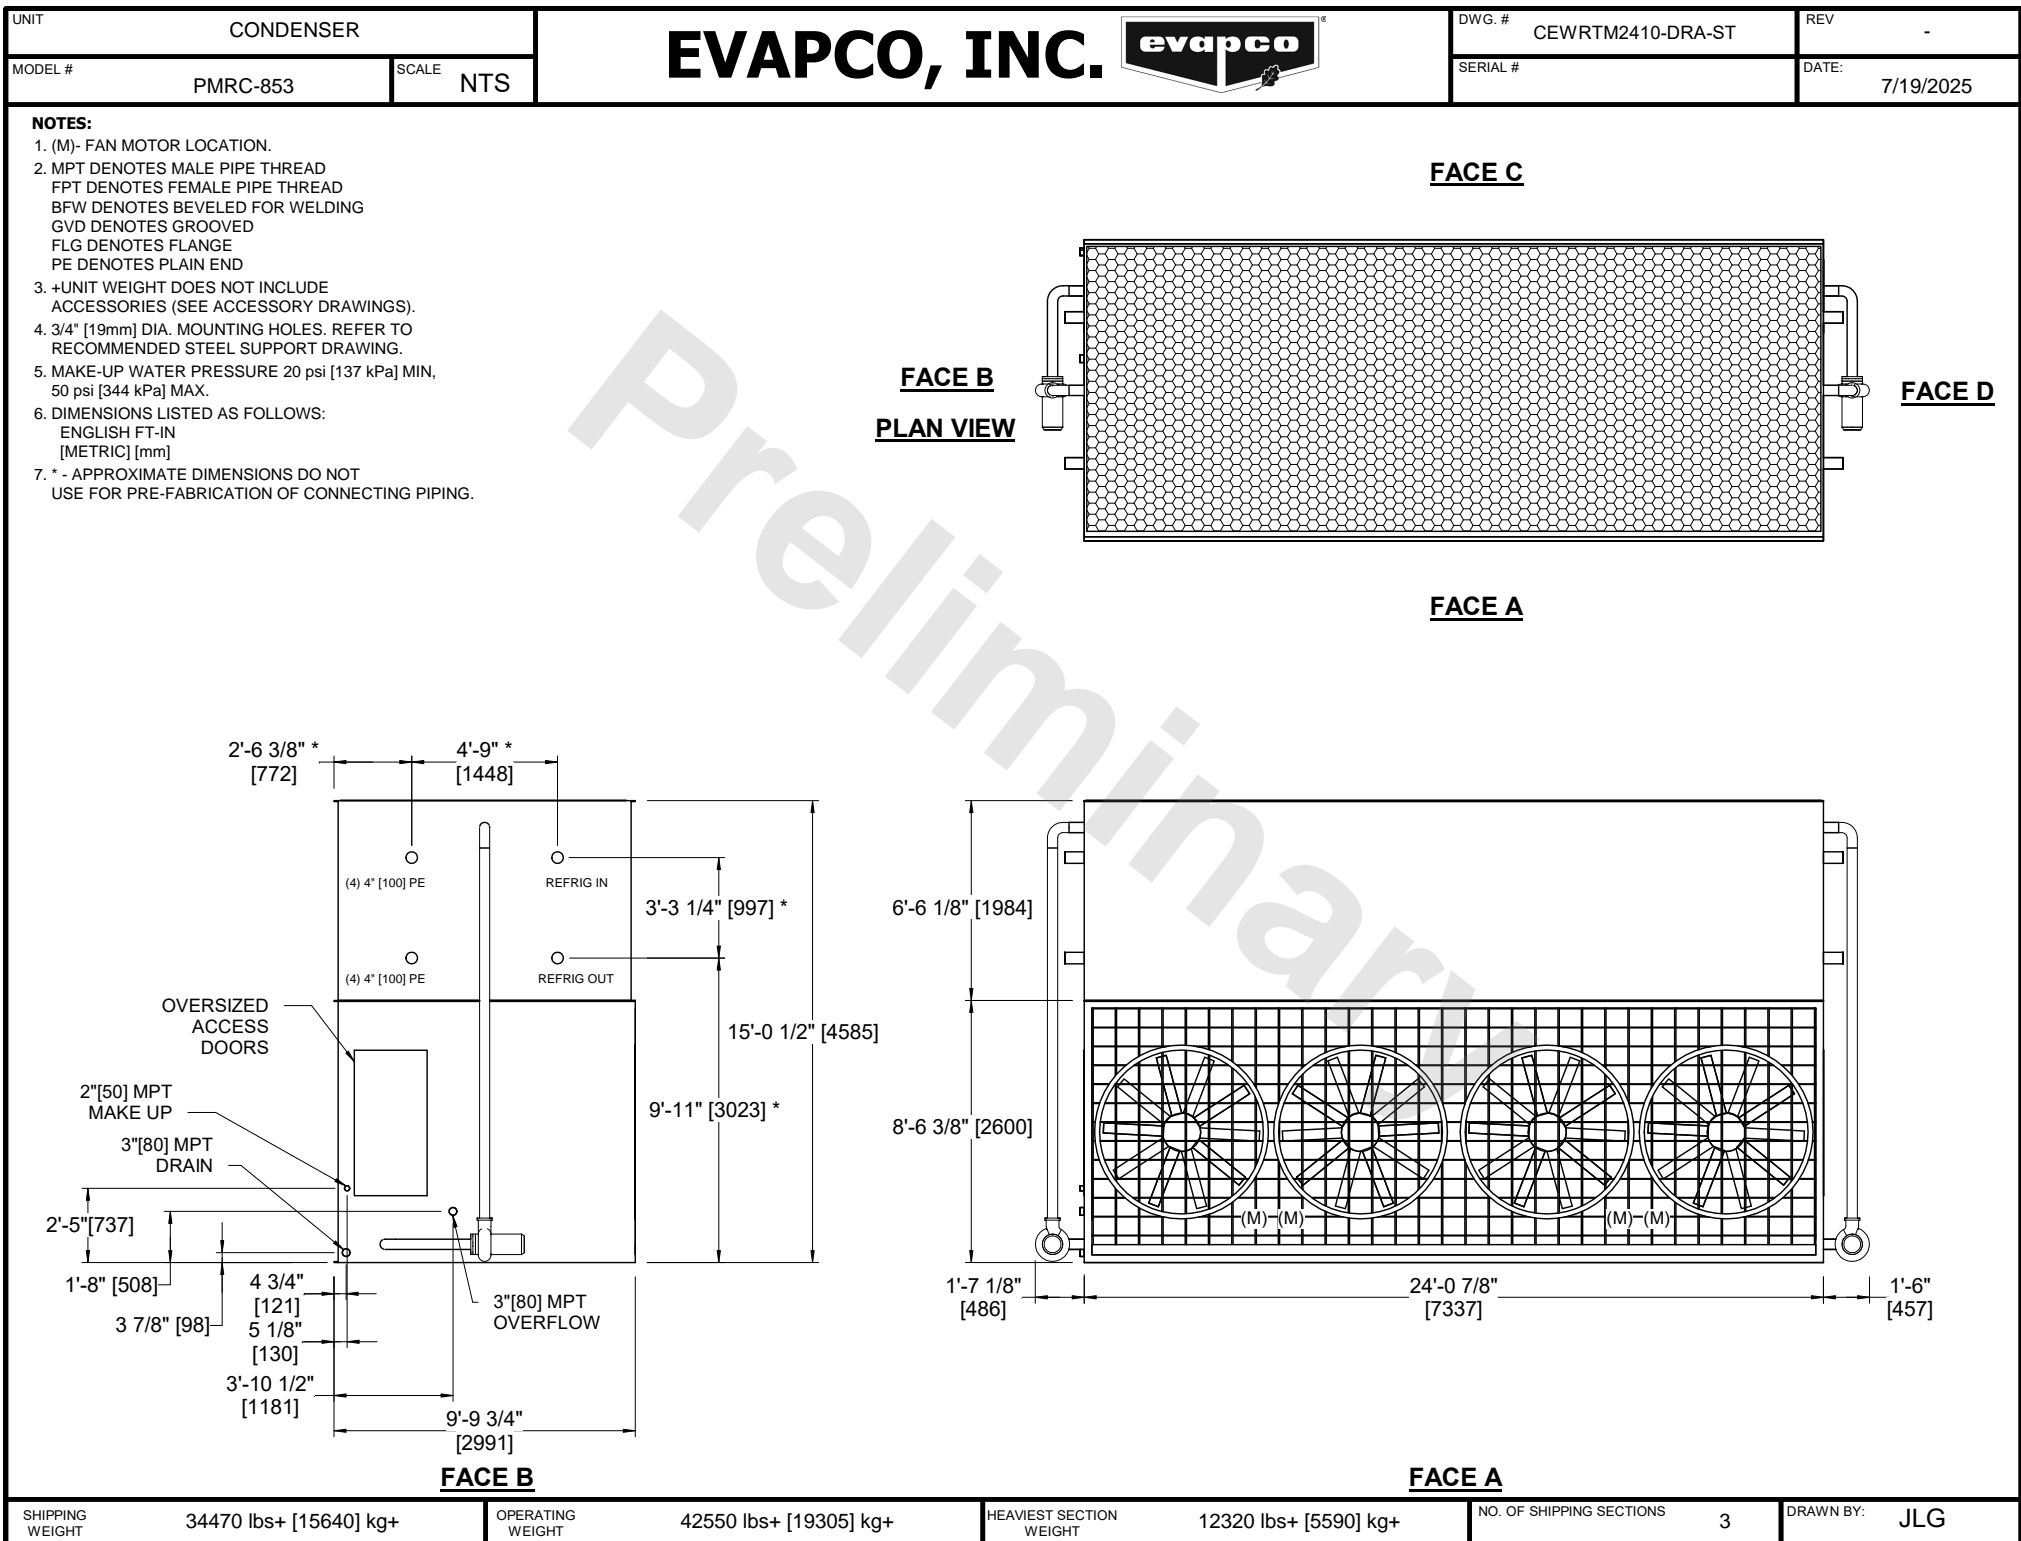 UNIT
CONDENSER
MODEL #
PMRC-853
SCALE
NTS
EVAPCO, INC.
evapco
®
DWG. #
CEWRTM2410-DRA-ST
REV
-
SERIAL #
DATE:
7/19/2025
NOTES:
1. (M)- FAN MOTOR LOCATION.
2. MPT DENOTES MALE PIPE THREAD
FPT DENOTES FEMALE PIPE THREAD
BFW DENOTES BEVELED FOR WELDING
GVD DENOTES GROOVED
FLG DENOTES FLANGE
PE DENOTES PLAIN END
3. +UNIT WEIGHT DOES NOT INCLUDE
ACCESSORIES (SEE ACCESSORY DRAWINGS).
4. 3/4" [19mm] DIA. MOUNTING HOLES. REFER TO
RECOMMENDED STEEL SUPPORT DRAWING.
5. MAKE-UP WATER PRESSURE 20 psi [137 kPa] MIN,
50 psi [344 kPa] MAX.
6. DIMENSIONS LISTED AS FOLLOWS:
ENGLISH FT-IN
[METRIC] [mm]
7. * - APPROXIMATE DIMENSIONS DO NOT
USE FOR PRE-FABRICATION OF CONNECTING PIPING.
Preliminary
FACE C
FACE B
PLAN VIEW
FACE D
FACE A
2'-6 3/8" *
[772]
4'-9" *
[1448]
(4) 4" [100] PE
REFRIG IN
3'-3 1/4" [997] *
(4) 4" [100] PE
REFRIG OUT
OVERSIZED
ACCESS
DOORS
15'-0 1/2" [4585]
2"[50] MPT
MAKE UP
9'-11" [3023] *
3"[80] MPT
DRAIN
2'-5"[737]
1'-8" [508]
3 7/8" [98]
4 3/4"
[121]
5 1/8"
[130]
3"[80] MPT
OVERFLOW
3'-10 1/2"
[1181]
9'-9 3/4"
[2991]
FACE B
6'-6 1/8" [1984]
8'-6 3/8" [2600]
(M) (M)
(M) (M)
1'-7 1/8"
[486]
24'-0 7/8"
[7337]
1'-6"
[457]
FACE A
SHIPPING
WEIGHT
34470 lbs+ [15640] kg+
OPERATING
WEIGHT
42550 lbs+ [19305] kg+
HEAVIEST SECTION
WEIGHT
12320 lbs+ [5590] kg+
NO. OF SHIPPING SECTIONS
3
DRAWN BY:
JLG